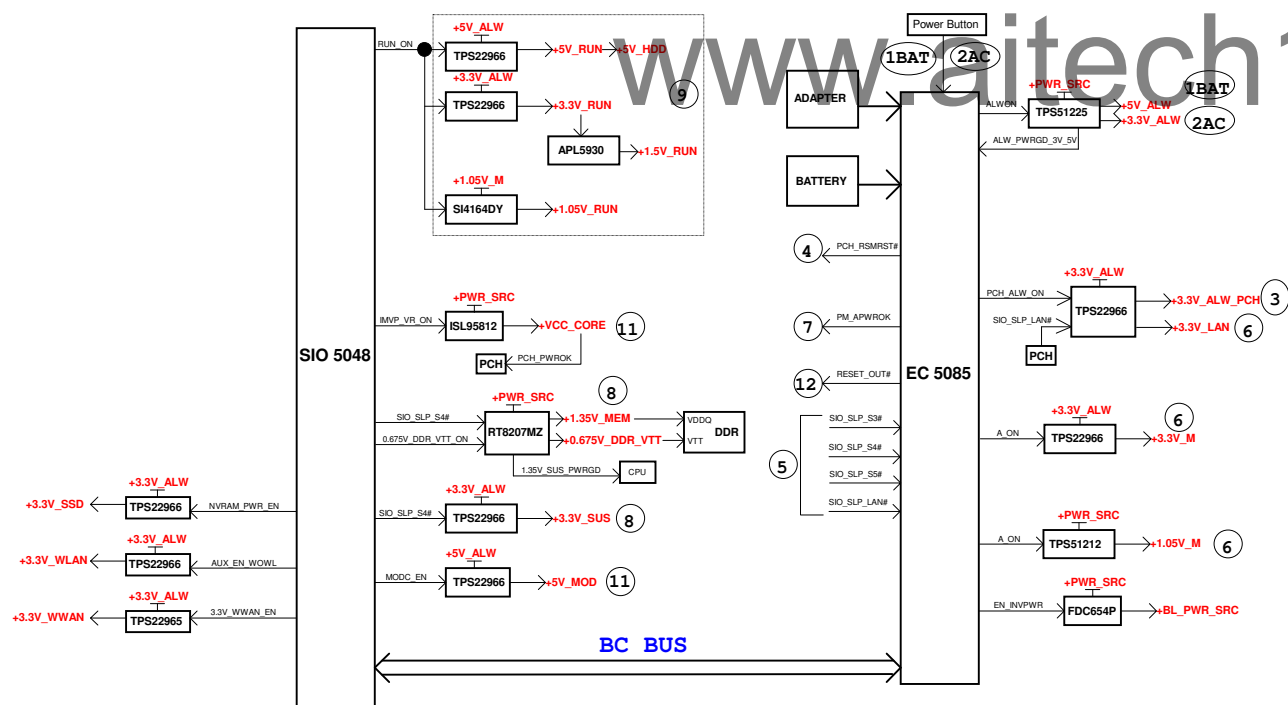 Power Button
www.aitech1
1BAT
2AC
RUN_ON
+5V_ALW
TPS22966
+5V_RUN
+5V_HDD
+3.3V_ALW
TPS22966
+3.3V_RUN
9
APL5930
+1.5V_RUN
+1.05V_M
SI4164DY
+1.05V_RUN
ADAPTER
BATTERY
ALWON
+PWR_SRC
TPS51225
+5V_ALW
1BAT
+3.3V_ALW
2AC
ALW_PWRGD_3V_5V
4
PCH_RSMRST#
7
PM_APWROK
12
RESET_OUT#
5
SIO_SLP_S3#
SIO_SLP_S4#
SIO_SLP_S5#
SIO_SLP_LAN#
EC 5085
PCH_ALW_ON
SIO_SLP_LAN#
PCH
+3.3V_ALW
TPS22966
+3.3V_ALW_PCH
3
+3.3V_LAN
6
A_ON
+3.3V_ALW
TPS22966
+3.3V_M
6
A_ON
+PWR_SRC
TPS51212
+1.05V_M
6
EN_INVPWR
+PWR_SRC
FDC654P
+BL_PWR_SRC
SIO 5048
IMVP_VR_ON
+PWR_SRC
ISL95812
+VCC_CORE
11
PCH
PCH_PWROK
SIO_SLP_S4#
0.675V_DDR_VTT_ON
+PWR_SRC
RT8207MZ
8
+1.35V_MEM
+0.675V_DDR_VTT
VDDQ
VTT
DDR
1.35V_SUS_PWRGD
CPU
SIO_SLP_S4#
+3.3V_ALW
TPS22966
+3.3V_SUS
8
MODC_EN
+5V_ALW
TPS22966
+5V_MOD
11
+3.3V_SSD
+3.3V_ALW
TPS22966
NVRAM_PWR_EN
+3.3V_WLAN
+3.3V_ALW
TPS22966
AUX_EN_WOWL
+3.3V_WWAN
+3.3V_ALW
TPS22965
3.3V_WWAN_EN
BC BUS